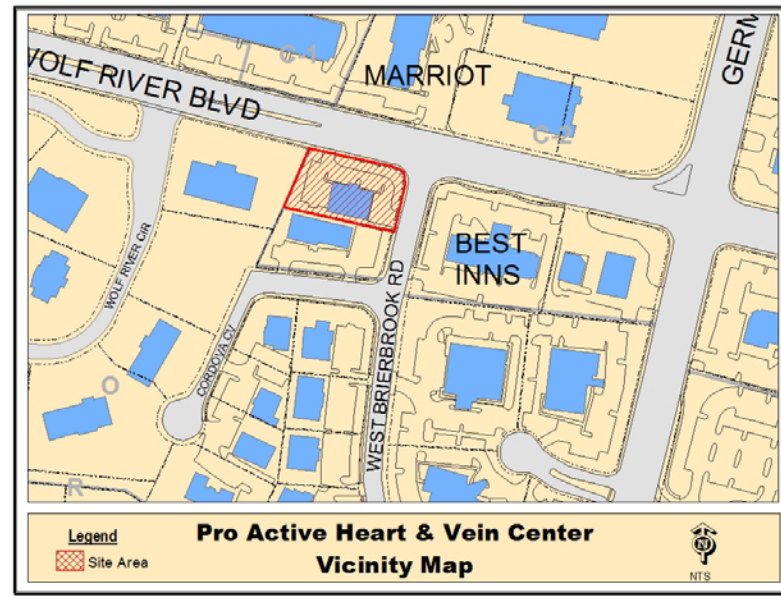 C-1
MARRIOT
GERM
WOLF RIVER BLVD
C-2
BEST
INNS
WOLF RIVER CIR
WEST BRIERBROOK RD
CORDOVA CV
O
R
Legend
Site Area
Pro Active Heart & Vein Center
Vicinity Map
N
NTS